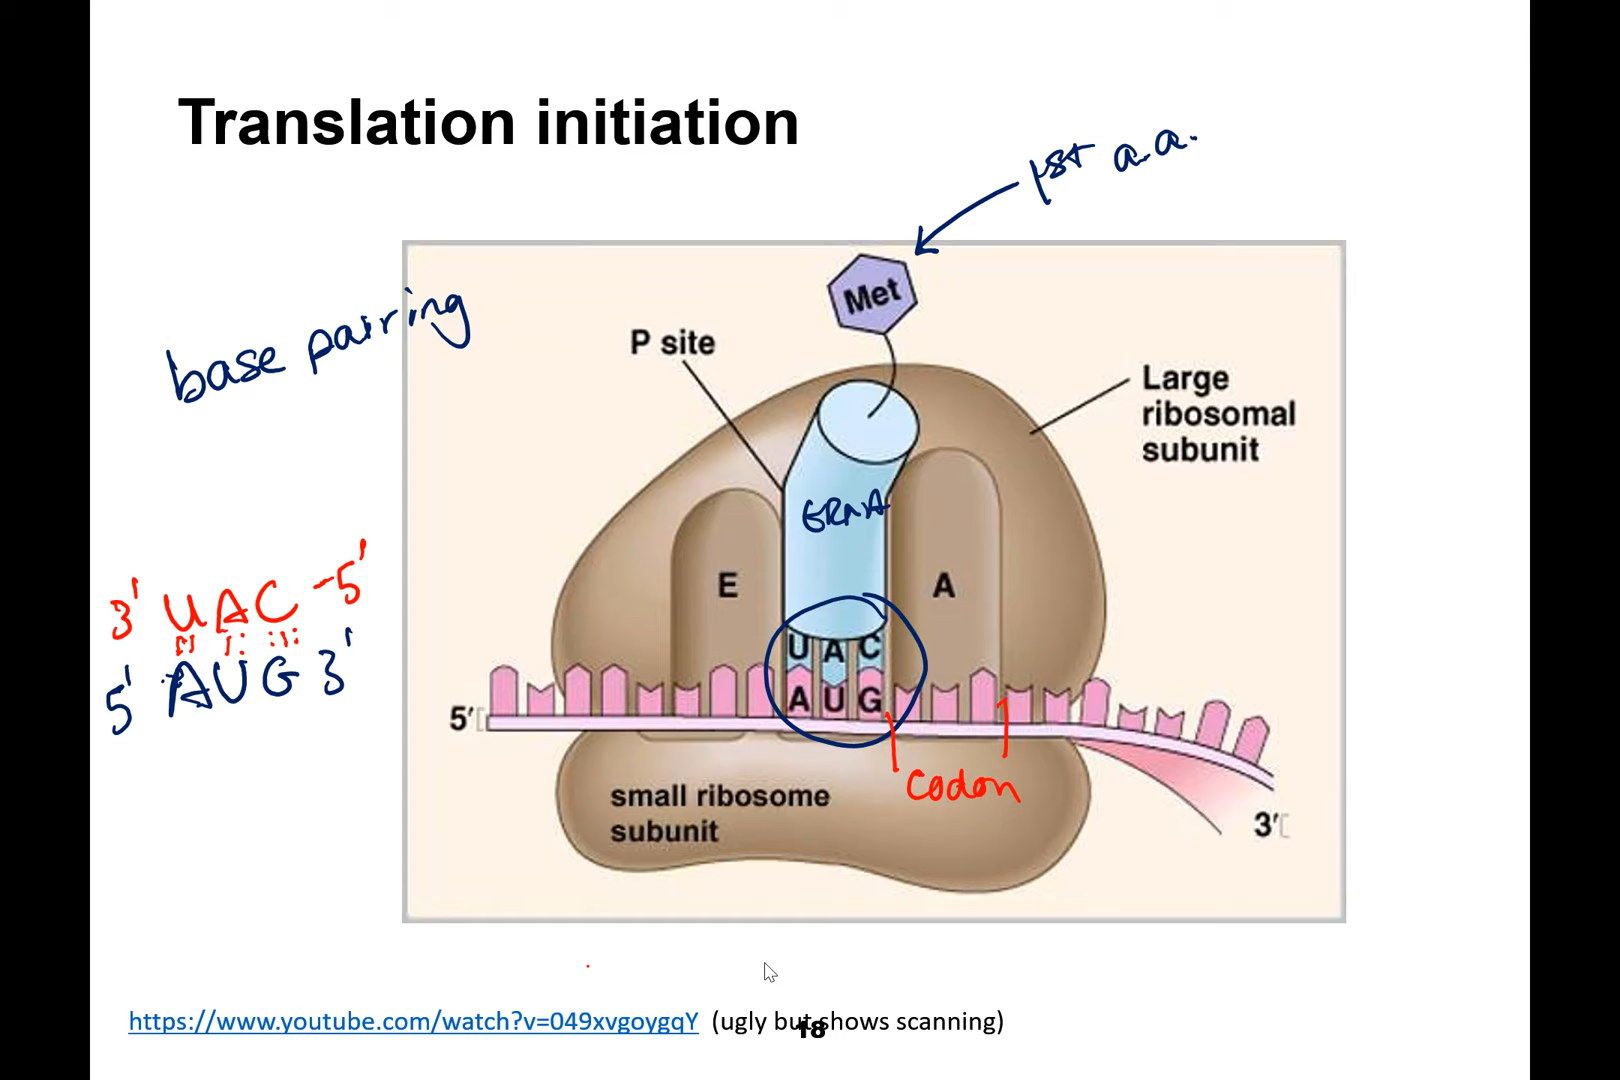 Translation initiation
1st a.a.
Met
base pairing
P site
Large
ribosomal
subunit
tRNA
E
A
3' UAC -5'
5' AUG 3'
U A C
A U G
5'
codon
small ribosome
subunit
3'
https://www.youtube.com/watch?v=049xvgoygqY (ugly but shows scanning)
18